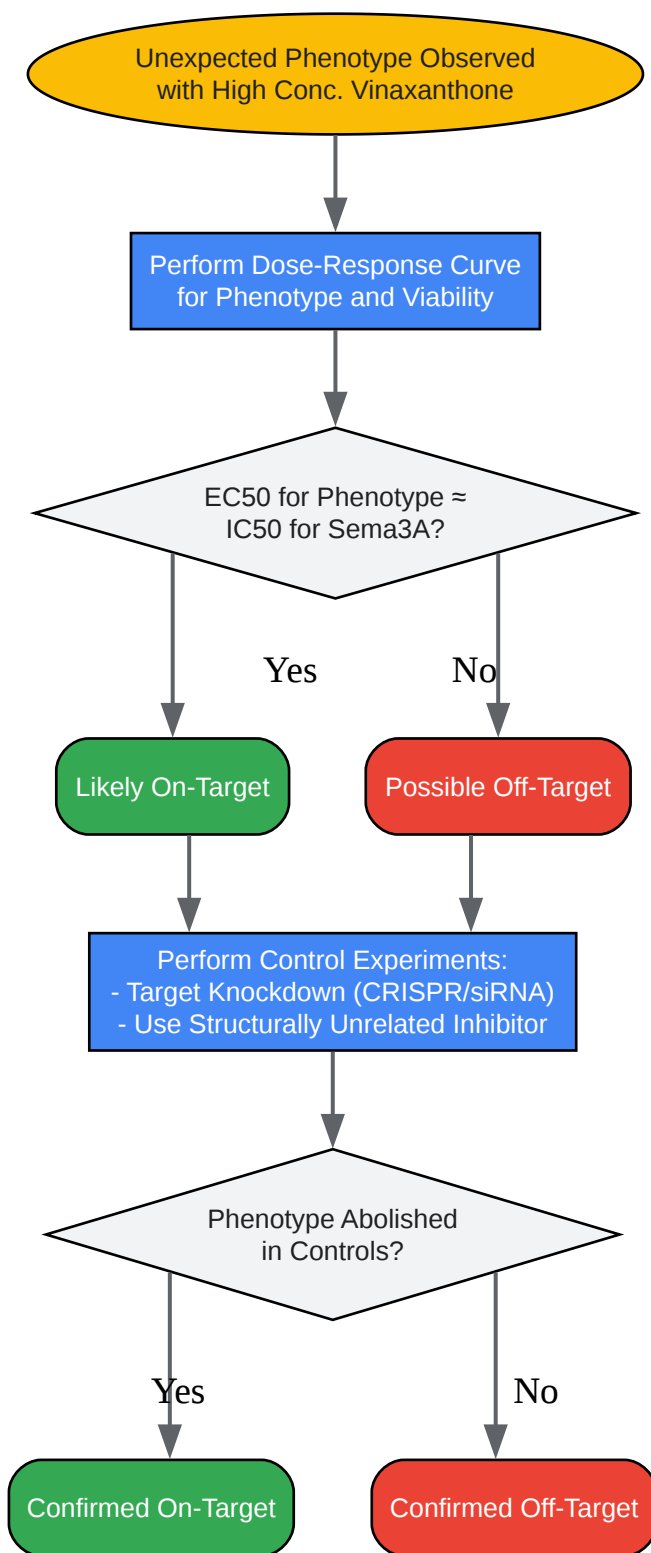 Unexpected Phenotype Observed
with High Conc. Vinaxanthone
Perform Dose-Response Curve
for Phenotype and Viability
EC50 for Phenotype ≈
IC50 for Sema3A?
Yes
No
Likely On-Target
Possible Off-Target
Perform Control Experiments:
- Target Knockdown (CRISPR/siRNA)
- Use Structurally Unrelated Inhibitor
Phenotype Abolished
in Controls?
Yes
No
Confirmed On-Target
Confirmed Off-Target